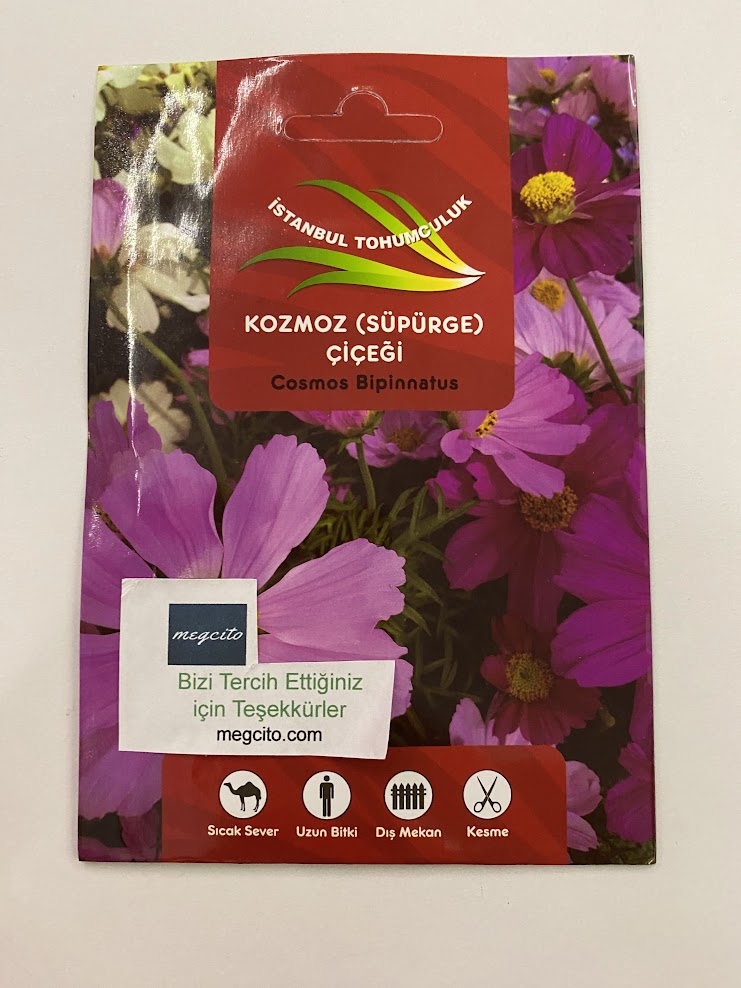 İSTANBUL TOHUMCULUK
KOZMOZ (SÜPÜRGE)
ÇİÇEĞİ
Cosmos Bipinnatus
megcito
Bizi Tercih Ettiğiniz
için Teşekkürler
megcito.com
Sıcak Sever
Uzun Bitki
Dış Mekan
Kesme